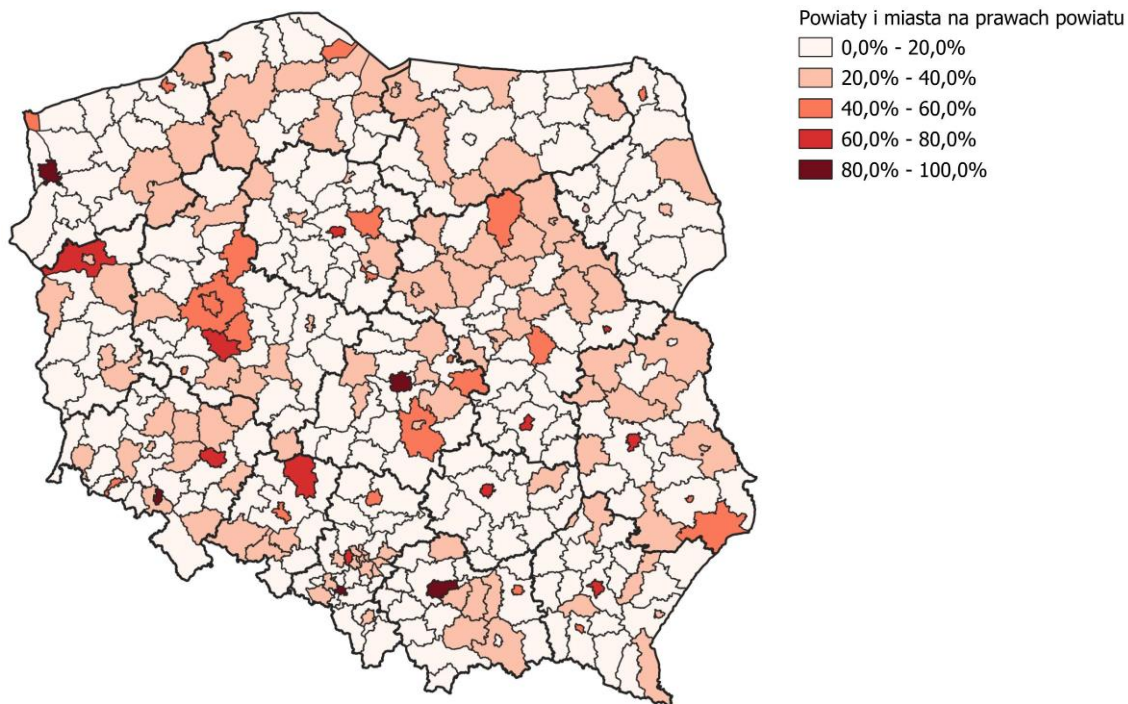 Powiaty i miasta na prawach powiatu
0,0% - 20,0%
20,0% - 40,0%
40,0% - 60,0%
60,0% - 80,0%
80,0% - 100,0%